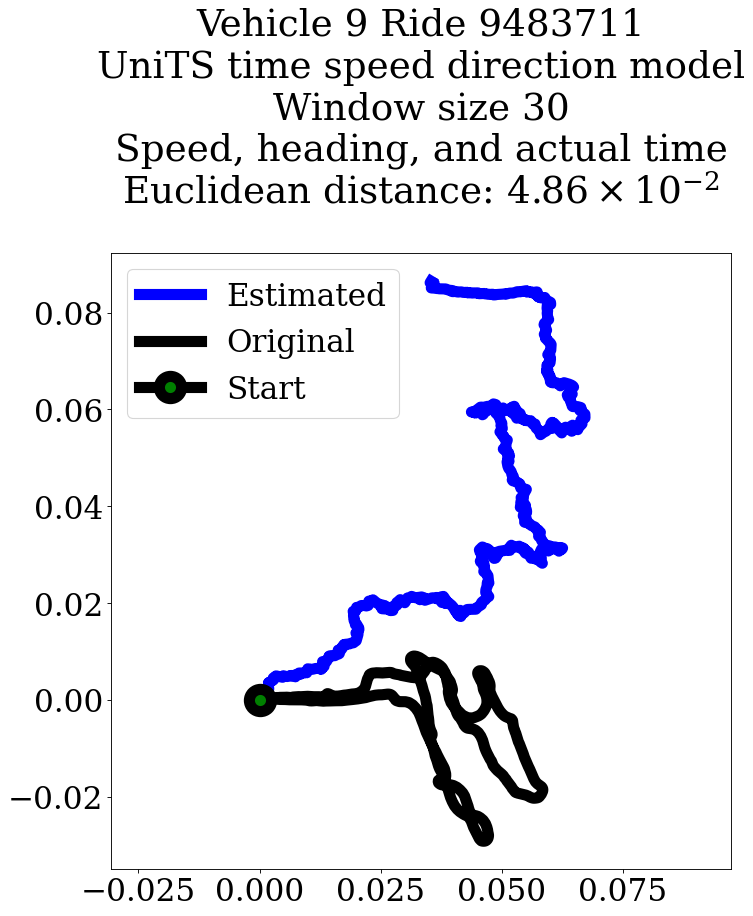 Vehicle 9 Ride 9483711
UniTS time speed direction model
Window size 30
Speed, heading, and actual time
Euclidean distance: 4.86 × 10⁻²
Estimated
Original
Start
0.08
0.06
0.04
0.02
0.00
−0.02
−0.025 0.000 0.025 0.050 0.075